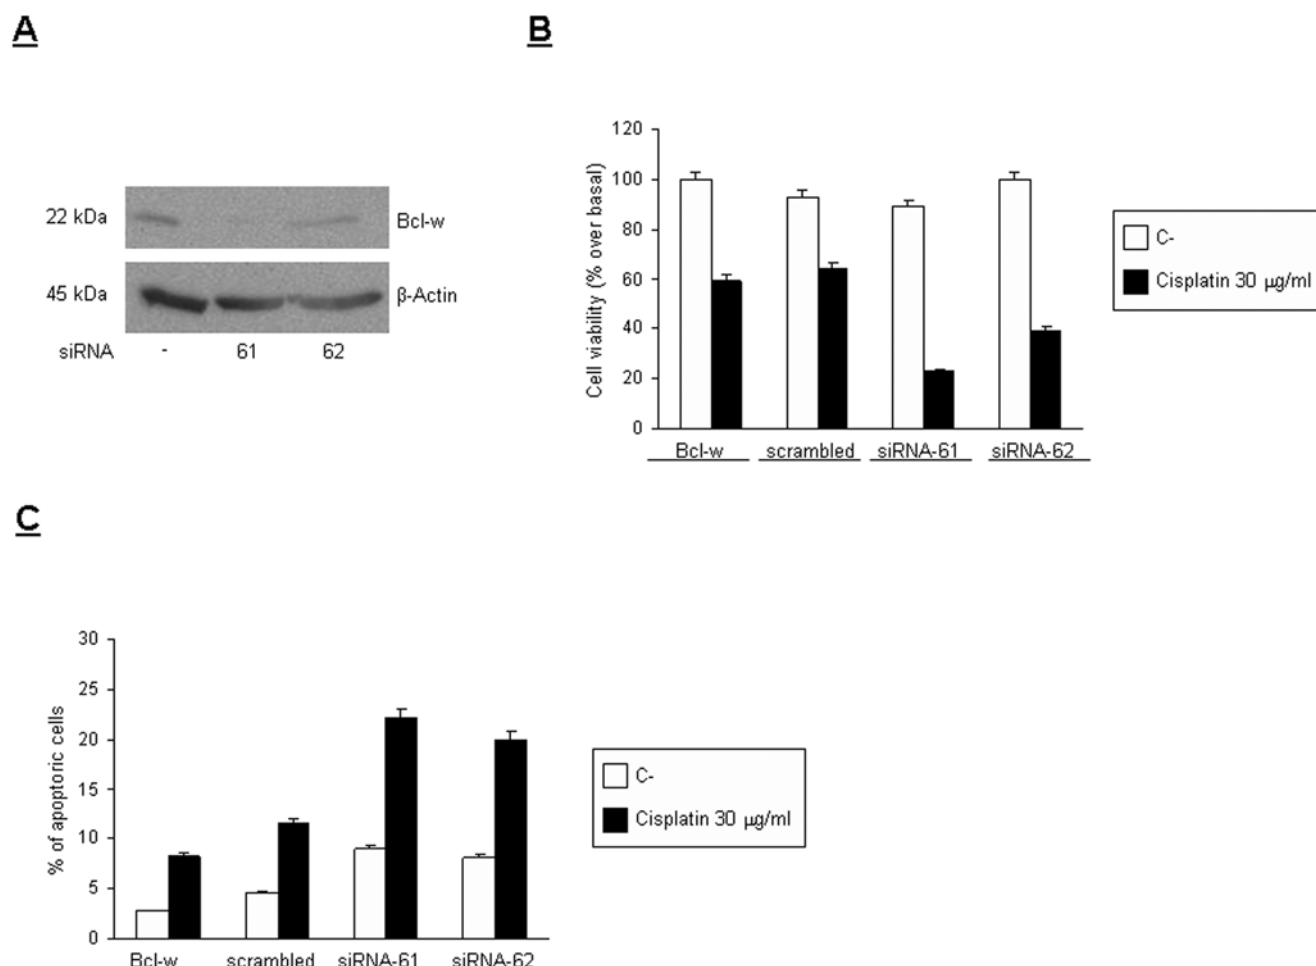 A
22 kDa
Bcl-w
45 kDa
β-Actin
siRNA - 61 62
B
Cell viability (% over basal)
120
100
80
60
40
20
0
Bcl-w scrambled siRNA-61 siRNA-62
C-
Cisplatin 30 μg/ml
C
% of apoptoric cells
30
25
20
15
10
5
0
Bcl-w scrambled siRNA-61 siRNA-62
C-
Cisplatin 30 μg/ml